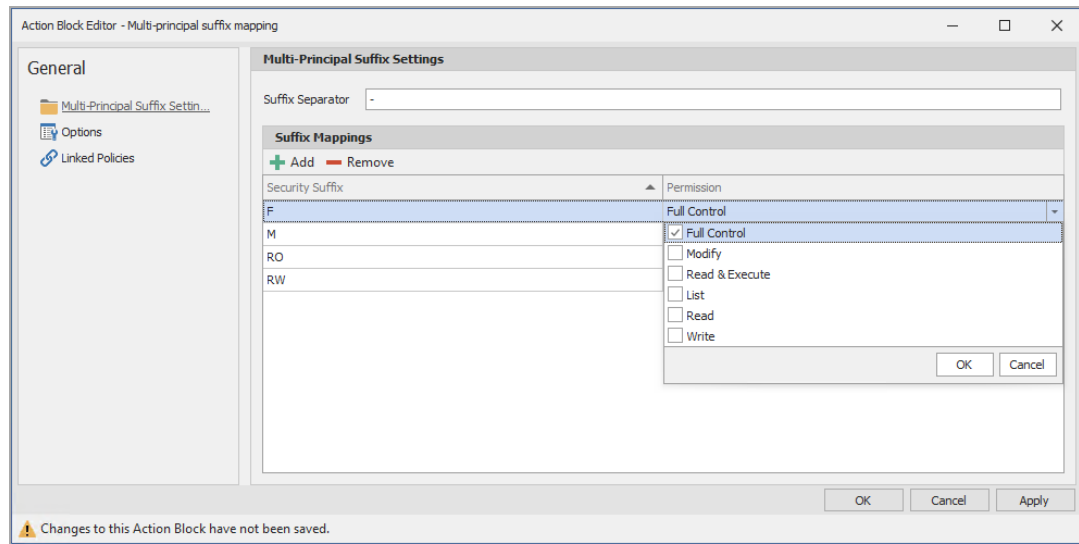 Action Block Editor - Multi-principal suffix mapping
General
Multi-Principal Suffix Settin...
Options
Linked Policies
Multi-Principal Suffix Settings
Suffix Separator -
Suffix Mappings
Add Remove
Security Suffix Permission
F Full Control
M
RO
RW
Full Control
Modify
Read & Execute
List
Read
Write
OK Cancel
OK Cancel Apply
Changes to this Action Block have not been saved.